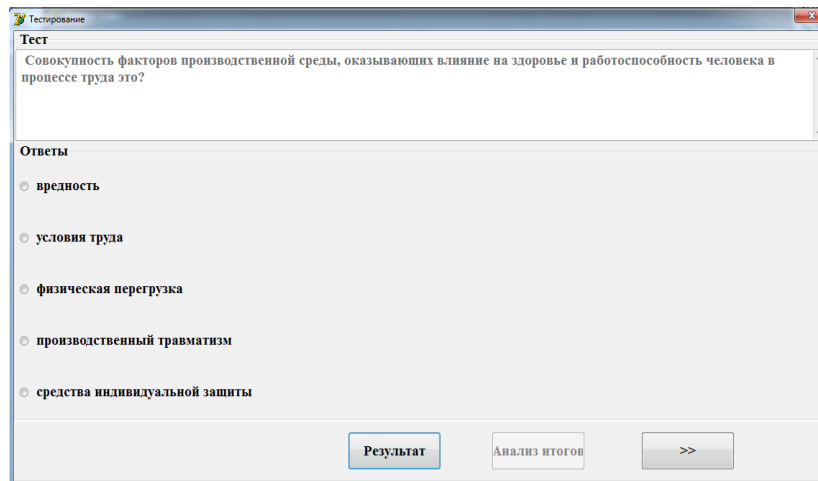 Тестирование
Тест
Совокупность факторов производственной среды, оказывающих влияние на здоровье и работоспособность человека в
процессе труда это?
Ответы
вредность
условия труда
физическая перегрузка
производственный травматизм
средства индивидуальной защиты
Результат
Анализ итогов
>>